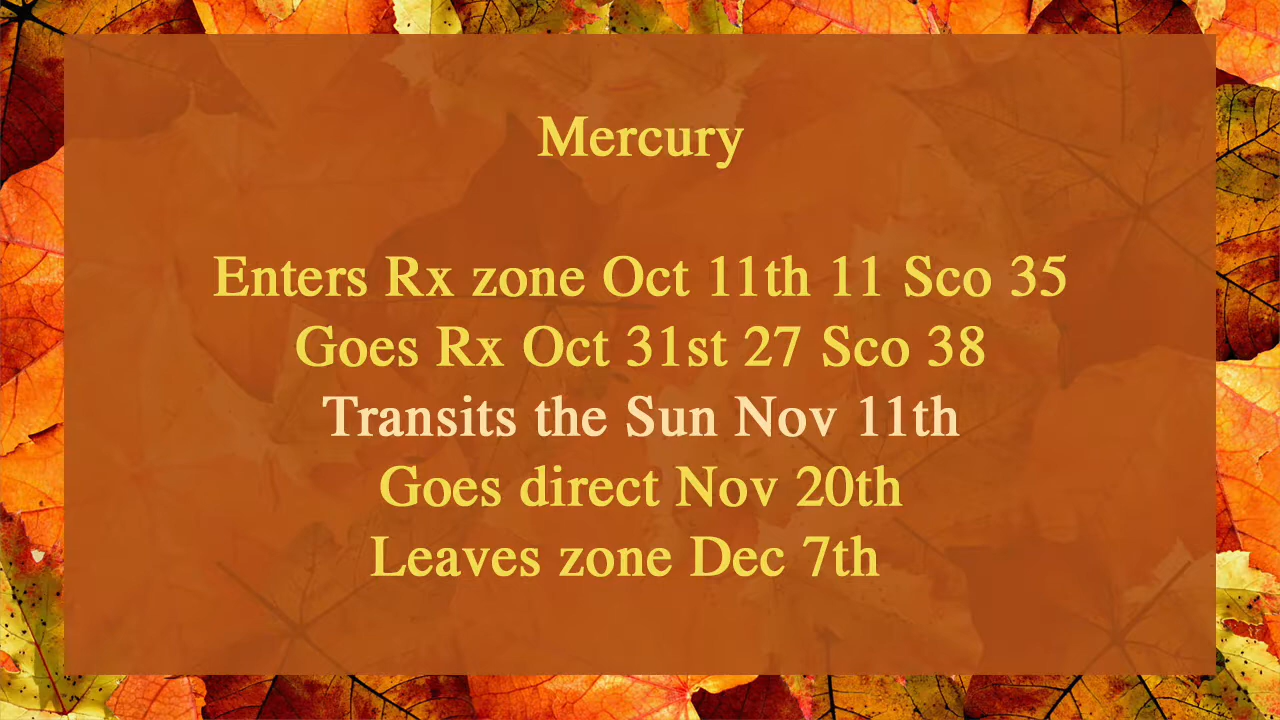 Mercury
Enters Rx zone Oct 11th 11 Sco 35
Goes Rx Oct 31st 27 Sco 38
Transits the Sun Nov 11th
Goes direct Nov 20th
Leaves zone Dec 7th